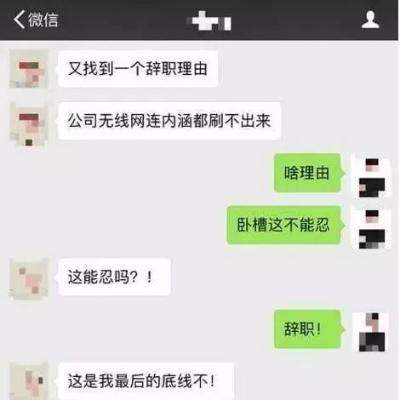 微信
又找到一个辞职理由
公司无线网连内涵都刷不出来
啥理由
卧槽这不能忍
这能忍吗?!
辞职!
这是我最后的底线不!